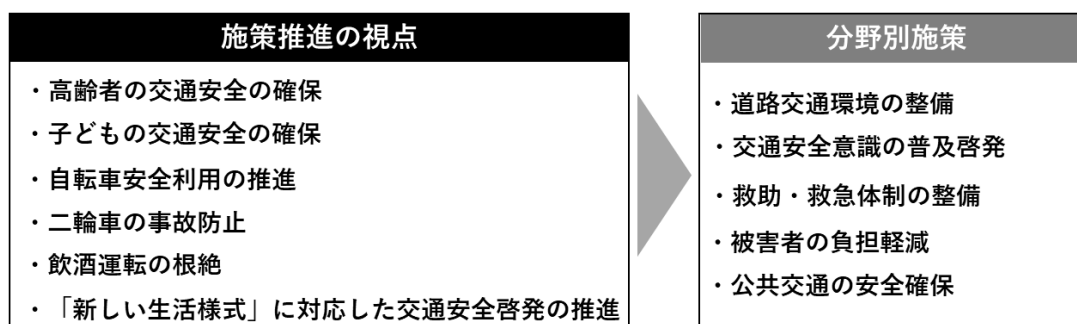 施策推進の視点
・高齢者の交通安全の確保
・子どもの交通安全の確保
・自転車安全利用の推進
・二輪車の事故防止
・飲酒運転の根絶
・「新しい生活様式」に対応した交通安全啓発の推進
分野別施策
・道路交通環境の整備
・交通安全意識の普及啓発
・救助・救急体制の整備
・被害者の負担軽減
・公共交通の安全確保